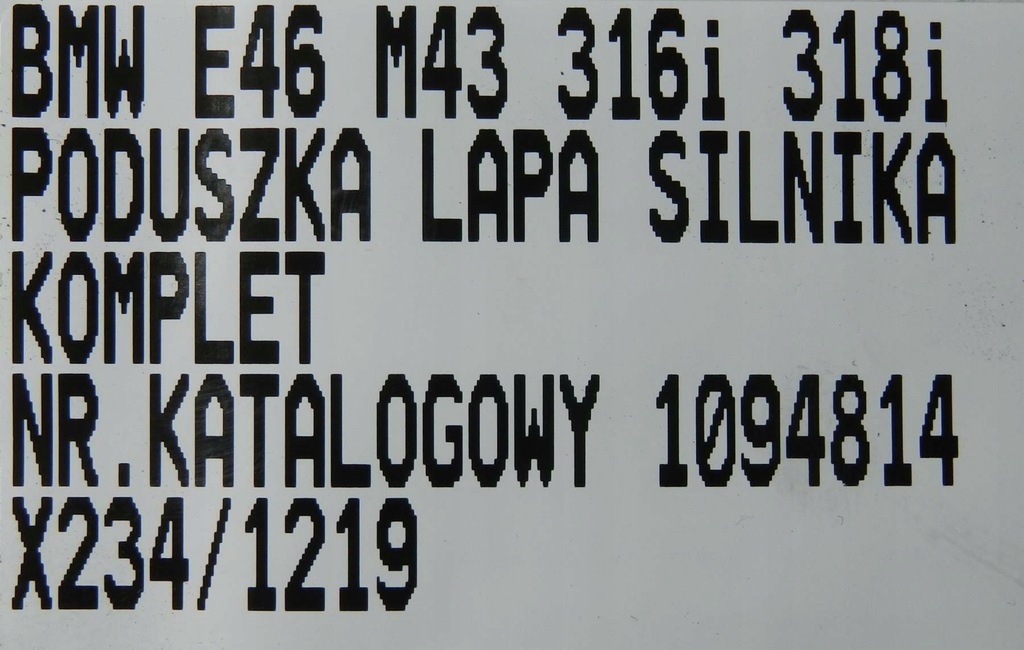 BMW E46 M43 316i 318i
PODUSZKA LAPA SILNIKA
KOMPLET
NR.KATALOGOWY 1094814
X234/1219